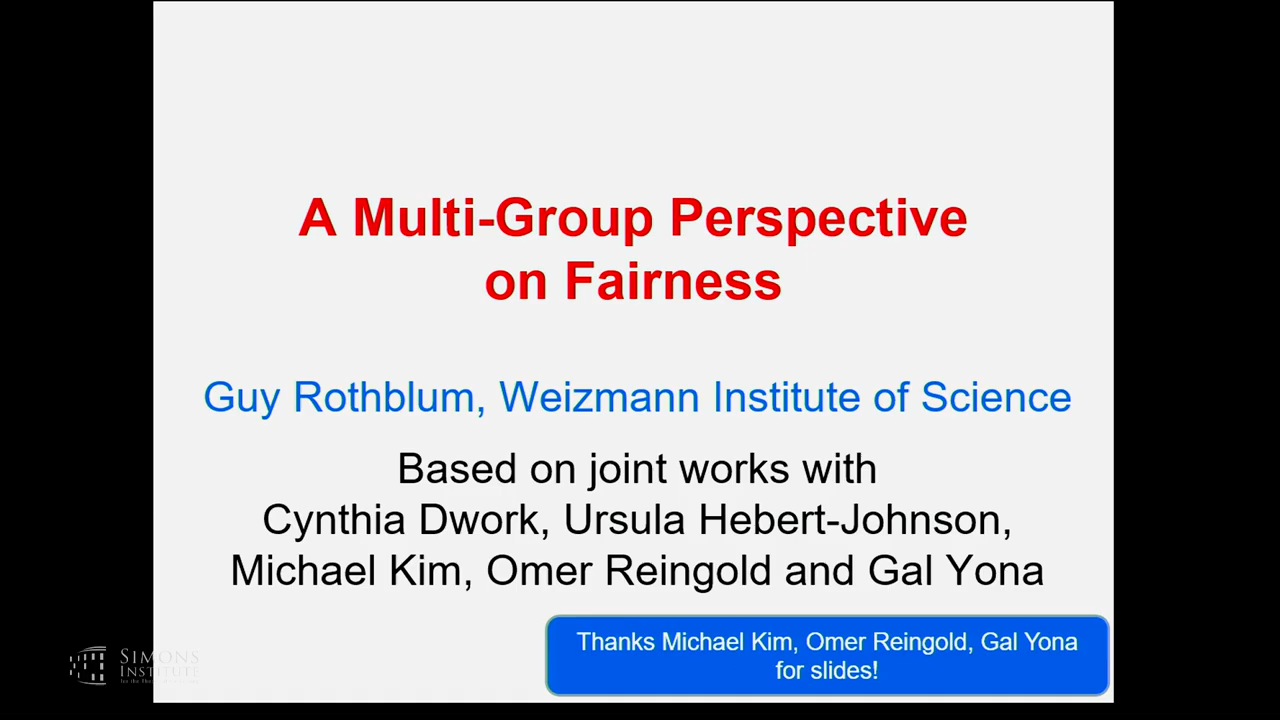 A Multi-Group Perspective
on Fairness
Guy Rothblum, Weizmann Institute of Science
Based on joint works with
Cynthia Dwork, Ursula Hebert-Johnson,
Michael Kim, Omer Reingold and Gal Yona
Thanks Michael Kim, Omer Reingold, Gal Yona
for slides!
SIMONS
INSTITUTE